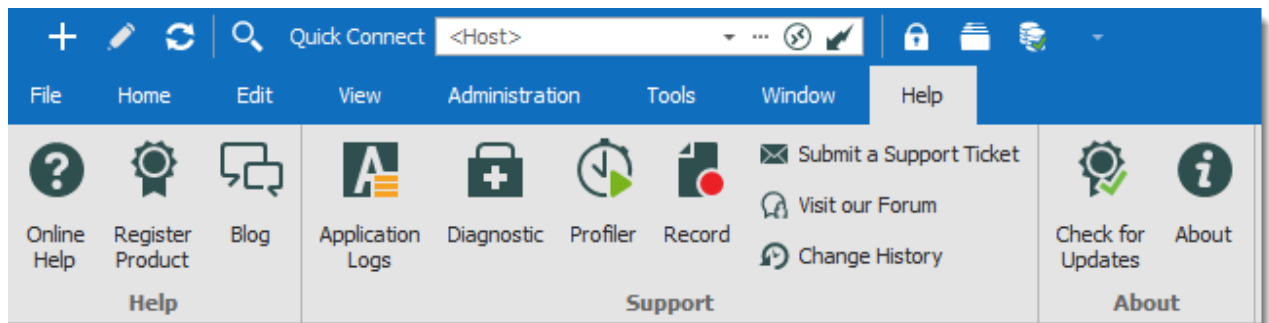 Quick Connect <Host>
File Home Edit View Administration Tools Window Help
Online Help
Register Product
Blog
Application Logs
Diagnostic
Profiler
Record
Submit a Support Ticket
Visit our Forum
Change History
Check for Updates
About
Help
Support
About